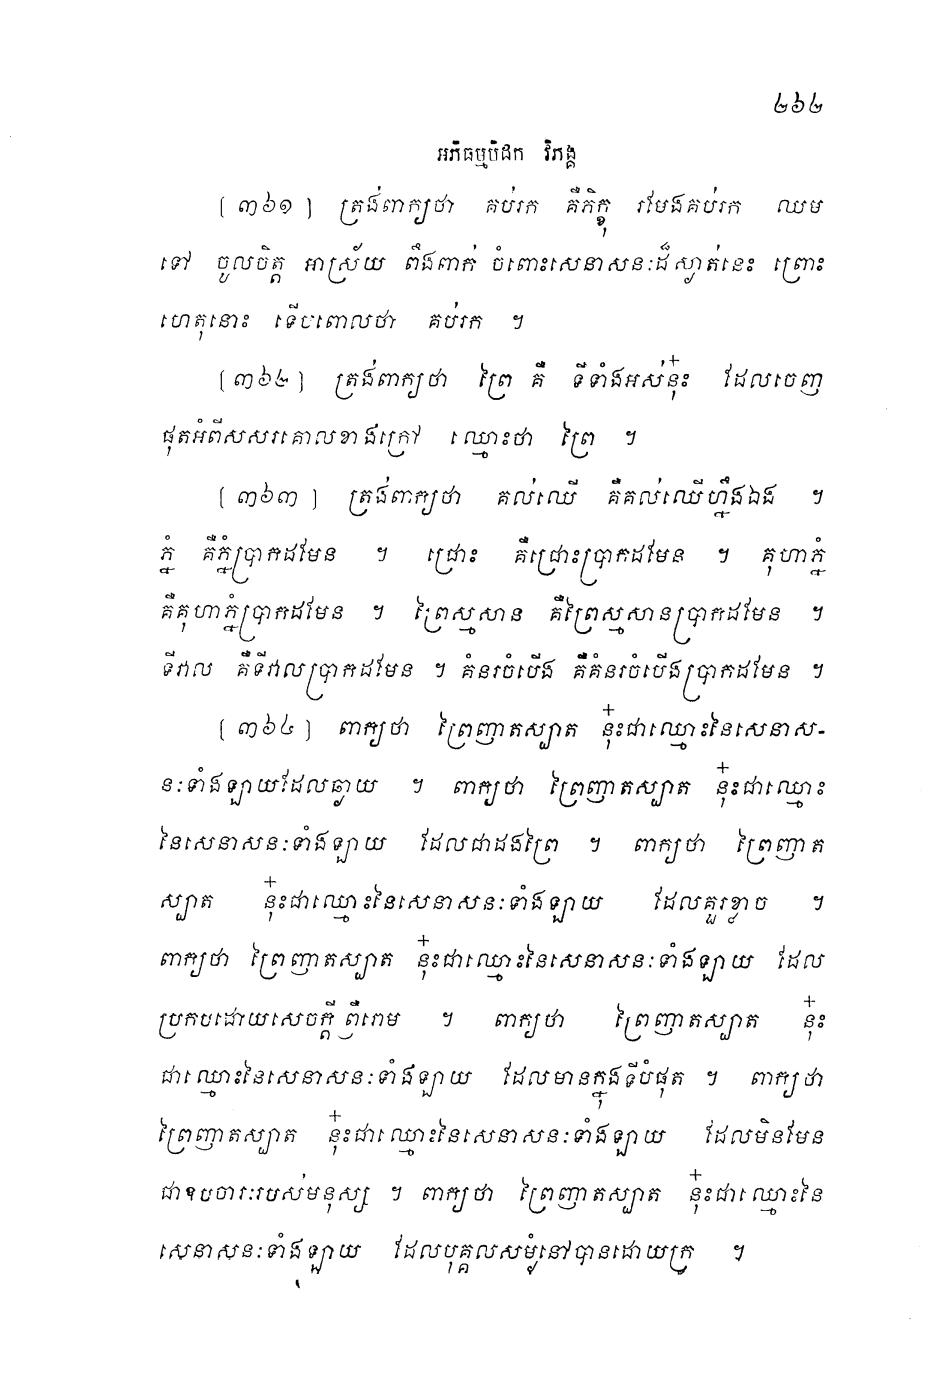 ២៦២
អភិធម្មបិដក វិភង្គ
[ ៣៦១ ] ត្រង់ពាក្យថា គប់រក គឺភិក្ខុ រមែងគប់រក ឈម
ទៅ ចូលចិត្ត អាស្រ័យ ពឹងពាក់ ចំពោះសេនាសនៈដ៏ស្ងាត់នេះ ព្រោះ
ហេតុនោះ ទើបពោលថា គប់រក ។
[ ៣៦២ ] ត្រង់ពាក្យថា ព្រៃ គឺ ទីទាំងអស់នុ៎ះ ដែលចេញ
ផុតអំពីសសរគោលខាងក្រៅ ឈ្មោះថា ព្រៃ ។
[ ៣៦៣ ] ត្រង់ពាក្យថា គល់ឈើ គឺគល់ឈើហ្នឹងឯង ។
ភ្នំ គឺភ្នំប្រាកដមែន ។ ជ្រោះ គឺជ្រោះប្រាកដមែន ។ គុហាភ្នំ
គឺគុហាភ្នំប្រាកដមែន ។ ព្រៃស្មសាន គឺព្រៃស្មសានប្រាកដមែន ។
ទីវាល គឺទីវាលប្រាកដមែន ។ គំនរចំបើង គឺគំនរចំបើងប្រាកដមែន ។
[ ៣៦៤ ] ពាក្យថា ព្រៃញាតស្បាត នុ៎ះជាឈ្មោះនៃសេនាស-
នៈទាំងឡាយដែលឆ្ងាយ ។ ពាក្យថា ព្រៃញាតស្បាត នុ៎ះជាឈ្មោះ
នៃសេនាសនៈទាំងឡាយ ដែលជាដងព្រៃ ។ ពាក្យថា ព្រៃញាត
ស្បាត នុ៎ះជាឈ្មោះនៃសេនាសនៈទាំងឡាយ ដែលគួរខ្លាច ។
ពាក្យថា ព្រៃញាតស្បាត នុ៎ះជាឈ្មោះនៃសេនាសនៈទាំងឡាយ ដែល
ប្រកបដោយសេចក្ដីព្រឺរោម ។ ពាក្យថា ព្រៃញាតស្បាត នុ៎ះ
ជាឈ្មោះនៃសេនាសនៈទាំងឡាយ ដែលមានក្នុងទីបំផុត ។ ពាក្យថា
ព្រៃញាតស្បាត នុ៎ះជាឈ្មោះនៃសេនាសនៈទាំងឡាយ ដែលមិនមែន
ជាឧបចារៈរបស់មនុស្ស ។ ពាក្យថា ព្រៃញាតស្បាត នុ៎ះជាឈ្មោះនៃ
សេនាសនៈទាំងឡាយ ដែលបុគ្គលសម្ងំនៅបានដោយក្រ ។